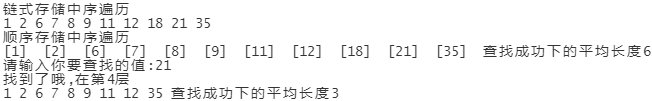 链式存储中序遍历
1 2 6 7 8 9 11 12 18 21 35
顺序存储中序遍历
[1] [2] [6] [7] [8] [9] [11] [12] [18] [21] [35] 查找成功下的平均长度6
请输入你要查找的值:21
找到了哦,在第4层
1 2 6 7 8 9 11 12 35 查找成功下的平均长度3